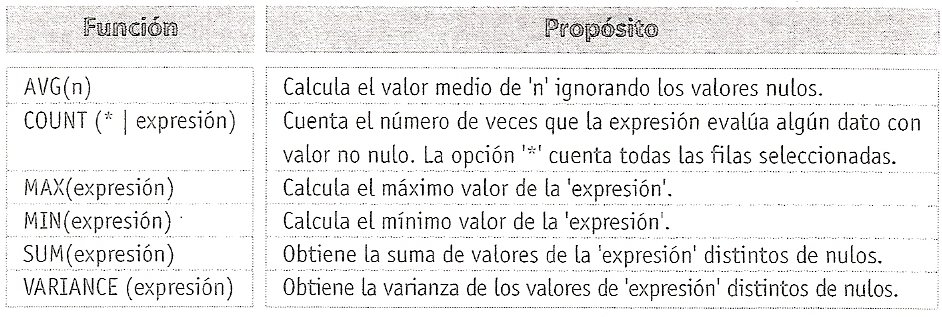 Función Propósito
AVG(n) Calcula el valor medio de 'n' ignorando los valores nulos.
COUNT (* | expresión) Cuenta el número de veces que la expresión evalúa algún dato con
valor no nulo. La opción '*' cuenta todas las filas seleccionadas.
MAX(expresión) Calcula el máximo valor de la 'expresión'.
MIN(expresión) Calcula el mínimo valor de la 'expresión'.
SUM(expresión) Obtiene la suma de valores de la 'expresión' distintos de nulos.
VARIANCE (expresión) Obtiene la varianza de los valores de 'expresión' distintos de nulos.